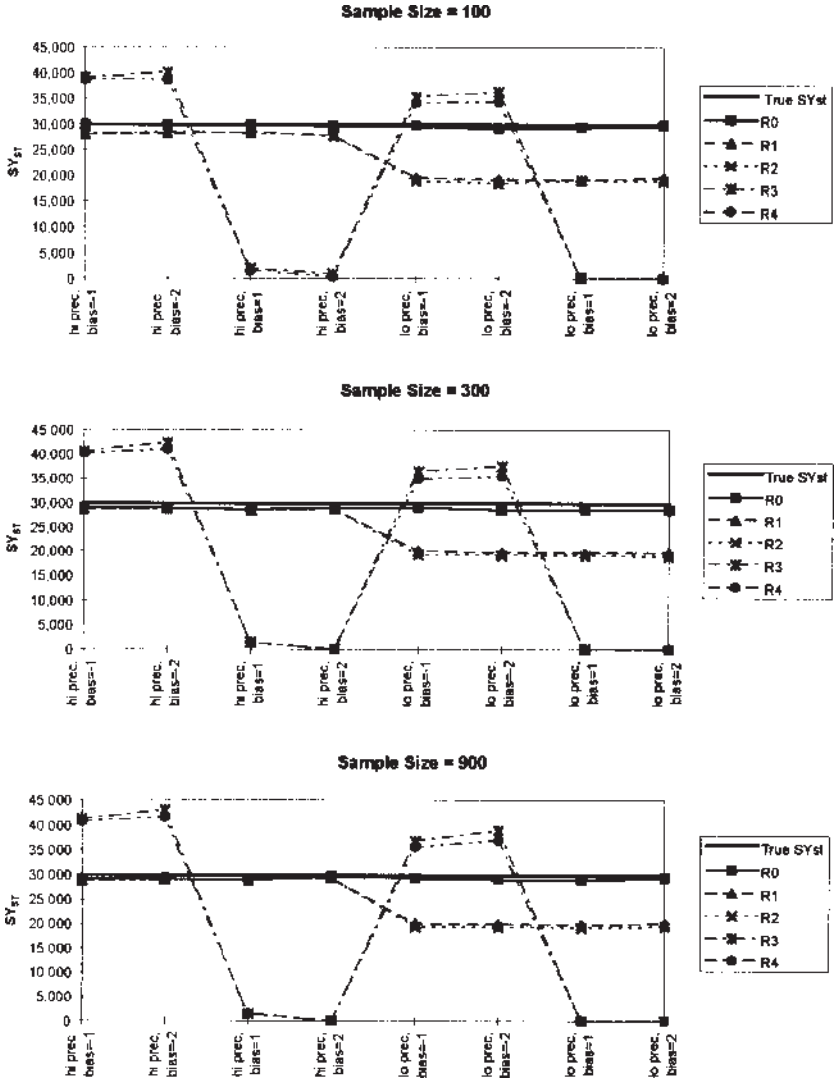 Sample Size = 100
45,000
40,000
35,000
30,000
25,000
20,000
15,000
10,000
5,000
0
SYST
hi prec, bias=-1
hi prec, bias=-2
hi prec, bias=1
hi prec, bias=2
lo prec, bias=-1
lo prec, bias=-2
lo prec, bias=1
lo prec, bias=2
True SYst
R0
R1
R2
R3
R4
Sample Size = 300
45 000
40,000
35,000
30,000
25,000
20,000
15,000
10,000
5,000
0
SYST
hi prec, bias=-1
hi prec, bias=-2
hi prec, bias=1
hi prec, bias=2
lo prec, bias=-1
lo prec, bias=-2
lo prec, bias=1
lo prec, bias=2
True SYst
R0
R1
R2
R3
R4
Sample Size = 900
45 000
40 000
35 000
30 000
25 000
20 000
15 000
10 000
5.000
0
SYST
hi prec, bias=-1
hi prec, bias=-2
hi prec, bias=1
hi prec, bias=2
lo prec, bias=-1
lo prec, bias=-2
lo prec, bias=1
lo prec, bias=2
True SYst
R0
R1
R2
R3
R4